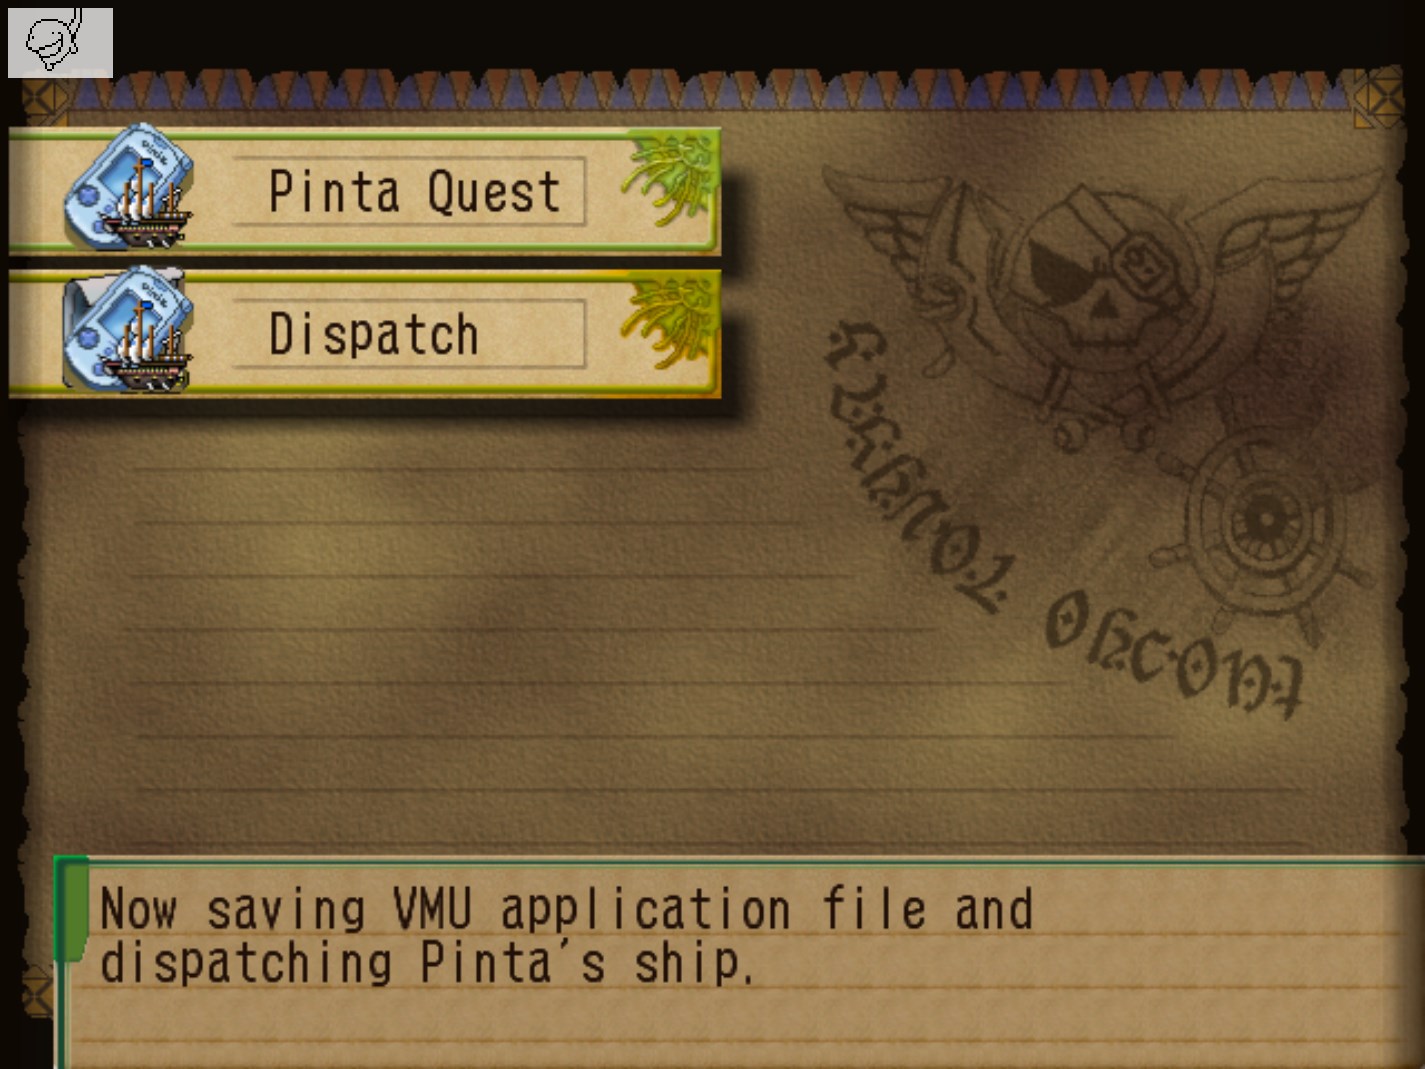 Pinta Quest
Dispatch
Now saving VMU application file and
dispatching Pinta's ship.